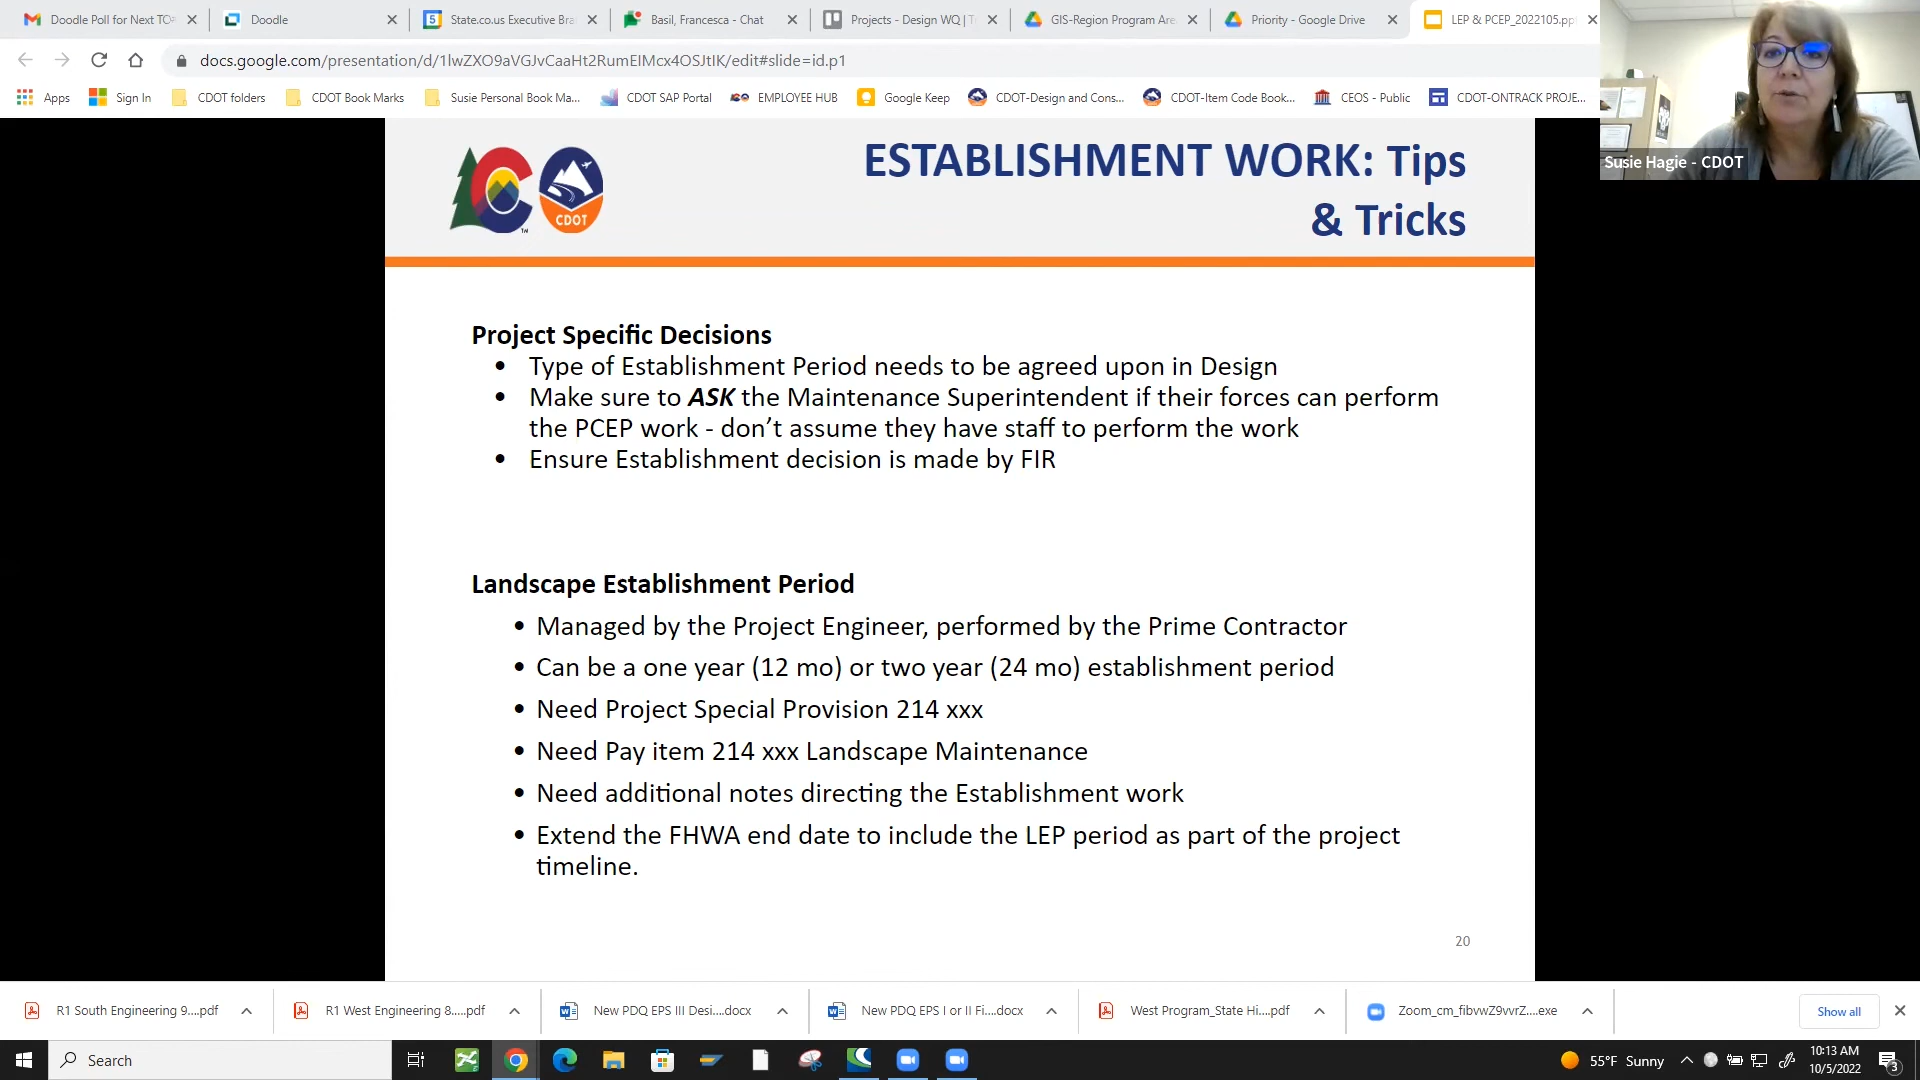 Doodle Poll for Next TO
Doodle
State.co.us Executive Bra
Basil, Francesca - Chat
Projects - Design WQ | T
GIS-Region Program Are
Priority - Google Drive
LEP & PCEP_2022105.pp
docs.google.com/presentation/d/1lwZXO9aVGJvCaaHt2RumEIMcx4OSJtIK/edit#slide=id.p1
Apps
Sign In
CDOT folders
CDOT Book Marks
Susie Personal Book Ma...
CDOT SAP Portal
EMPLOYEE HUB
Google Keep
CDOT-Design and Cons...
CDOT-Item Code Book...
CEOS - Public
CDOT-ONTRACK PROJE...
Susie Hagie - CDOT
CDOT
TM
ESTABLISHMENT WORK: Tips
& Tricks
Project Specific Decisions
• Type of Establishment Period needs to be agreed upon in Design
• Make sure to ASK the Maintenance Superintendent if their forces can perform
the PCEP work - don’t assume they have staff to perform the work
• Ensure Establishment decision is made by FIR
Landscape Establishment Period
• Managed by the Project Engineer, performed by the Prime Contractor
• Can be a one year (12 mo) or two year (24 mo) establishment period
• Need Project Special Provision 214 xxx
• Need Pay item 214 xxx Landscape Maintenance
• Need additional notes directing the Establishment work
• Extend the FHWA end date to include the LEP period as part of the project
timeline.
20
R1 South Engineering 9....pdf
R1 West Engineering 8.....pdf
New PDQ EPS III Desi....docx
New PDQ EPS I or II Fi....docx
West Program_State Hi....pdf
Zoom_cm_fibvwZ9vvrZ....exe
Show all
Search
55°F Sunny
10:13 AM
10/5/2022
3